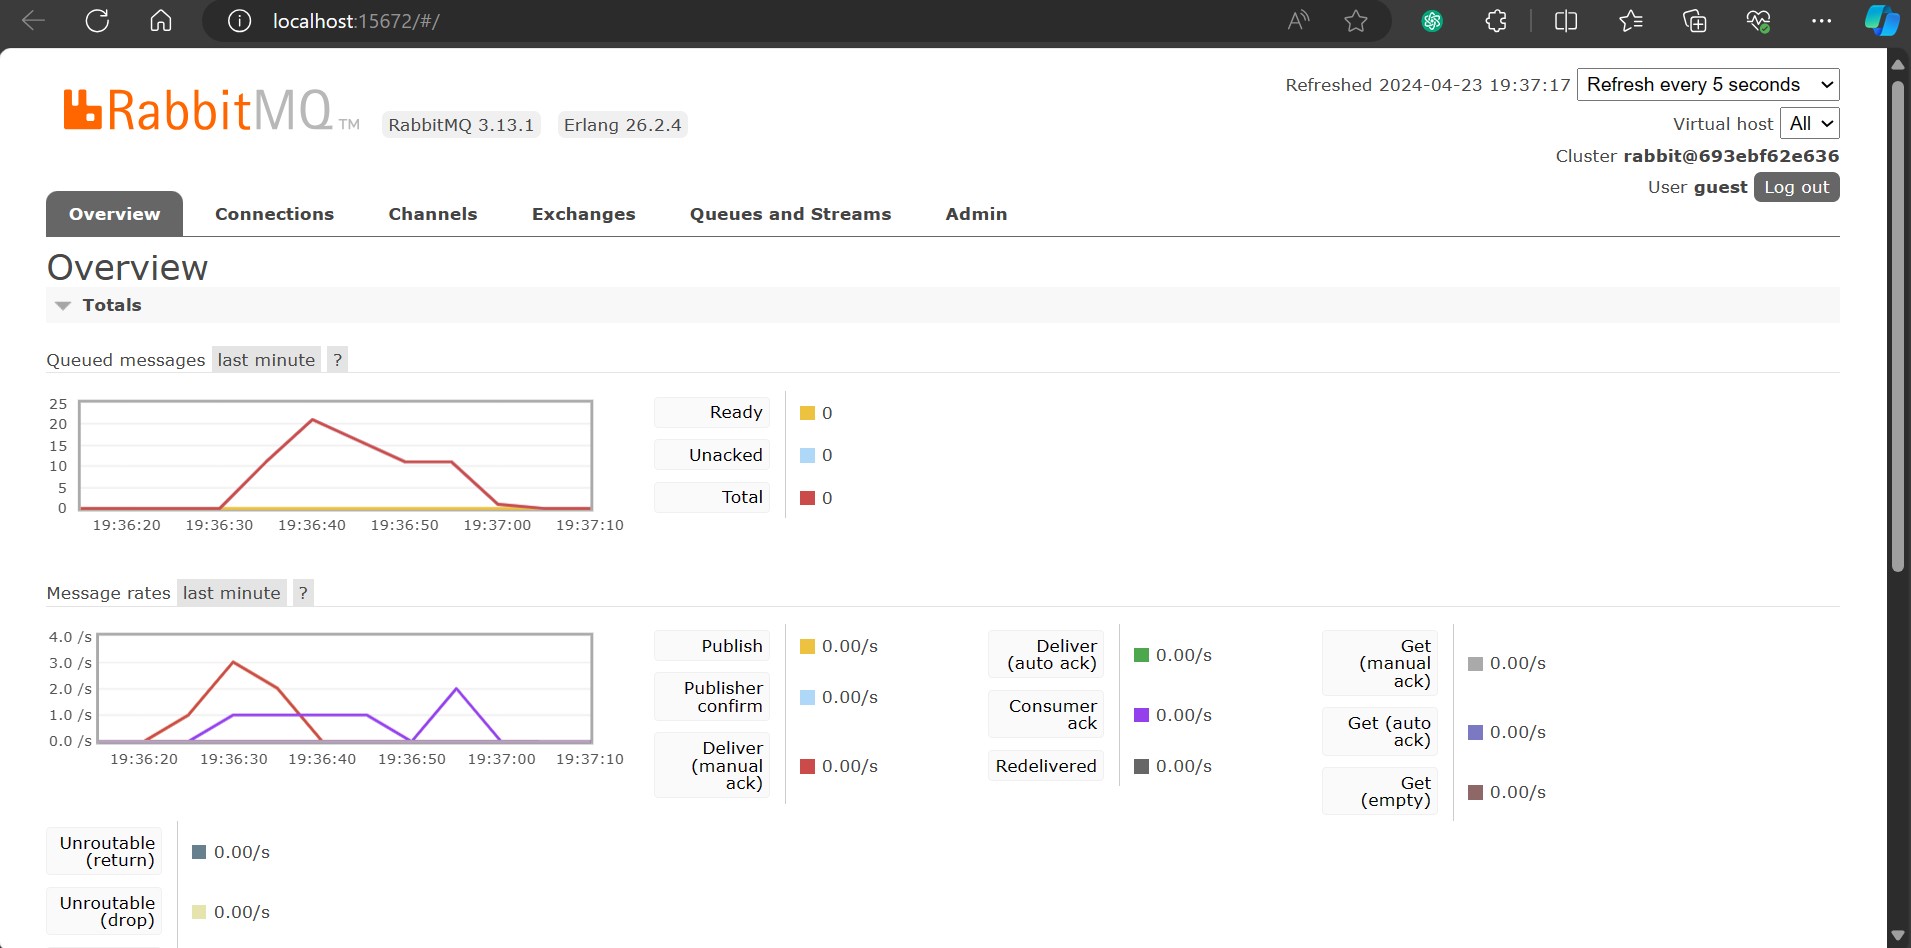 localhost:15672/#/
RabbitMQ TM
RabbitMQ 3.13.1 Erlang 26.2.4
Refreshed 2024-04-23 19:37:17 Refresh every 5 seconds
Virtual host All
Cluster rabbit@693ebf62e636
User guest Log out
Overview Connections Channels Exchanges Queues and Streams Admin
Overview
Totals
Queued messages last minute ?
25
20
15
10
5
0
19:36:20 19:36:30 19:36:40 19:36:50 19:37:00 19:37:10
Ready 0
Unacked 0
Total 0
Message rates last minute ?
4.0 /s
3.0 /s
2.0 /s
1.0 /s
0.0 /s
19:36:20 19:36:30 19:36:40 19:36:50 19:37:00 19:37:10
Publish 0.00/s
Publisher
confirm 0.00/s
Deliver
(manual
ack) 0.00/s
Deliver
(auto ack) 0.00/s
Consumer
ack 0.00/s
Redelivered 0.00/s
Get
(manual
ack) 0.00/s
Get (auto
ack) 0.00/s
Get
(empty) 0.00/s
Unroutable
(return) 0.00/s
Unroutable
(drop) 0.00/s